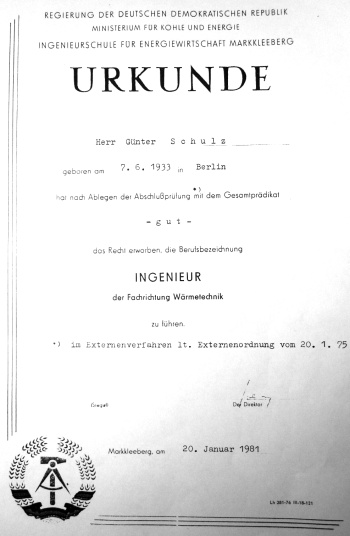 REGIERUNG DER DEUTSCHEN DEMOKRATISCHEN REPUBLIK
MINISTERIUM FÜR KOHLE UND ENERGIE
INGENIEURSCHULE FÜR ENERGIEWIRTSCHAFT MARKKLEEBERG
URKUNDE
Herr Günter Schulz
geboren am 7. 6. 1933 in Berlin
hat nach Ablegen der Abschlußprüfung *) mit dem Gesamtprädikat
- gut -
das Recht erworben, die Berufsbezeichnung
INGENIEUR
der Fachrichtung Wärmetechnik
zu führen.
*) im Externenverfahren lt. Externenordnung vom 20. 1. 75
Der Direktor
Markkleeberg, am 20. Januar 1981